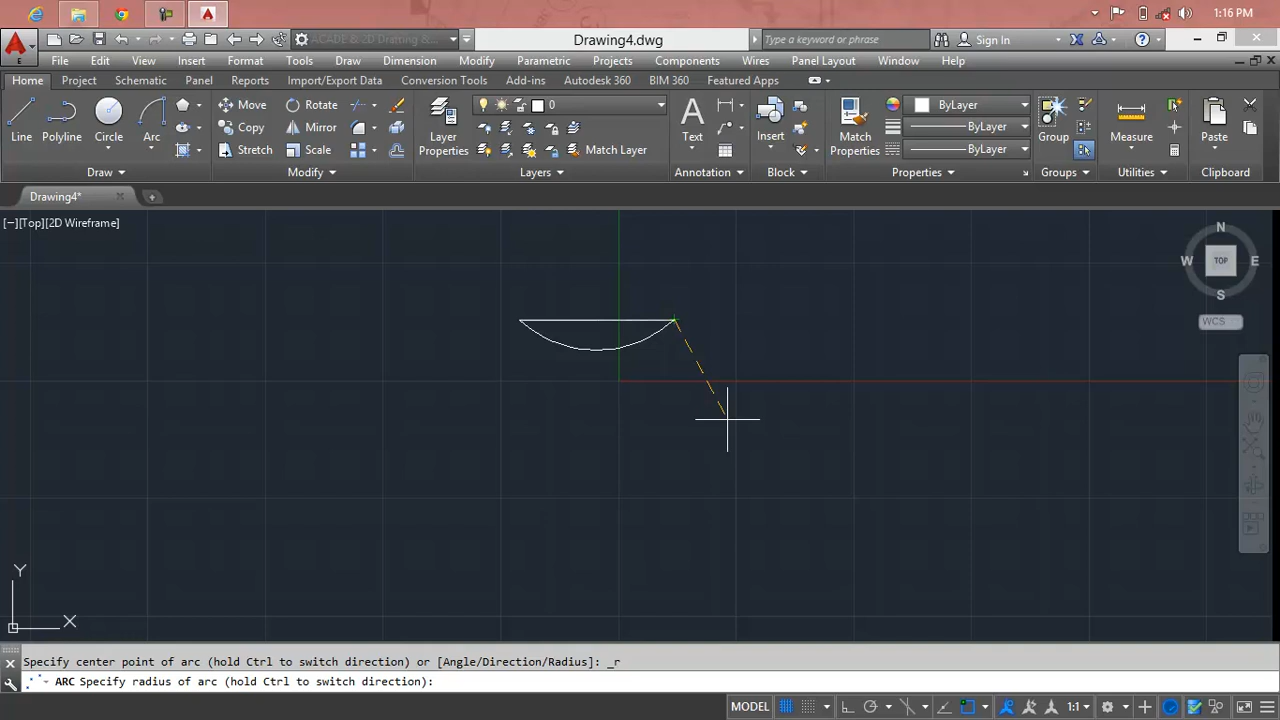 1:16 PM
ACADE & 2D Drafting & Drawing4.dwg Type a keyword or phrase Sign In
File Edit View Insert Format Tools Draw Dimension Modify Parametric Projects Components Wires Panel Layout Window Help
Home Project Schematic Panel Reports Import/Export Data Conversion Tools Add-ins Autodesk 360 BIM 360 Featured Apps
Move Rotate 0 ByLayer
Line Polyline Circle Arc Copy Mirror Layer Properties Text Insert Match Properties ByLayer Group Measure Paste
Stretch Scale Match Layer ByLayer
Draw Modify Layers Annotation Block Properties Groups Utilities Clipboard
Drawing4*
[−][Top][2D Wireframe]
N
W TOP E
S
WCS
Y
X
Specify center point of arc (hold Ctrl to switch direction) or [Angle/Direction/Radius]: _r
ARC Specify radius of arc (hold Ctrl to switch direction):
MODEL 1:1